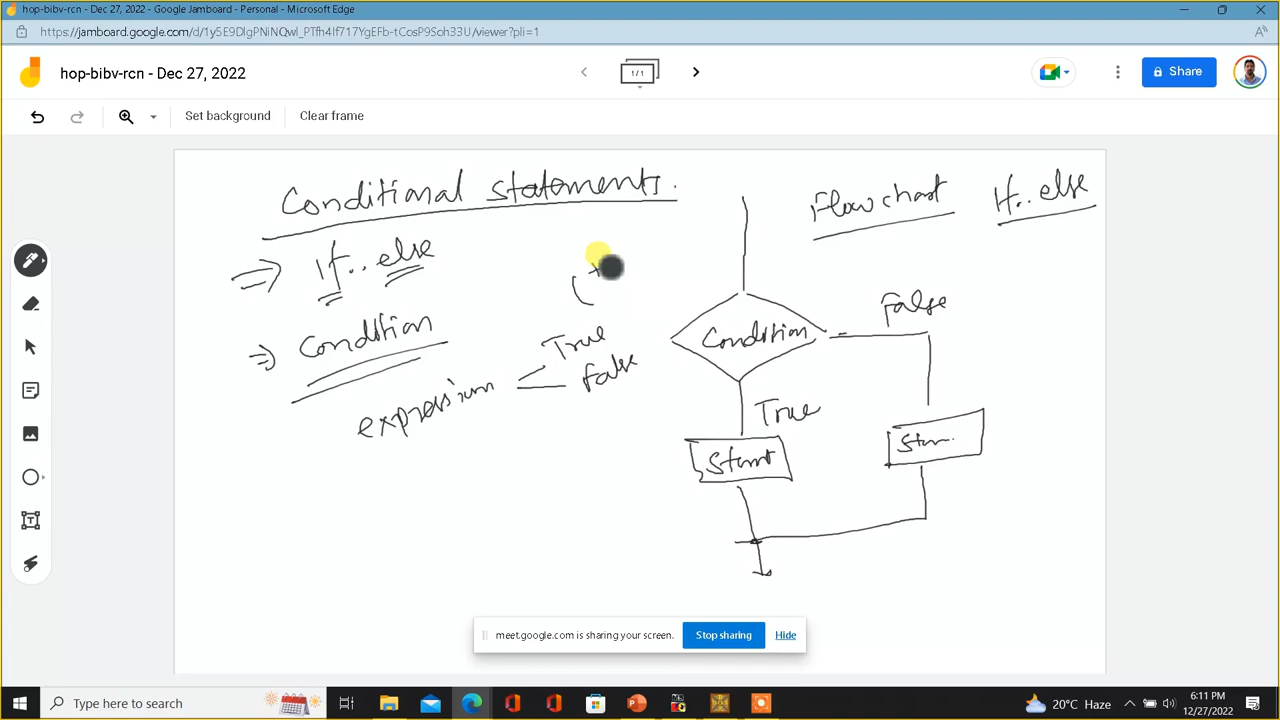 hop-bibv-rcn - Dec 27, 2022 - Google Jamboard - Personal - Microsoft Edge
hop-bibv-rcn - Dec 27, 2022
1/1
Share
Set background
Clear frame
Conditional statements.
Flowchart
If..else
=> If..else
=> Condition
expression
True
False
Condition
False
True
Stmt
meet.google.com is sharing your screen.
Stop sharing
Hide
Type here to search
20°C Haze
6:11 PM
12/27/2022